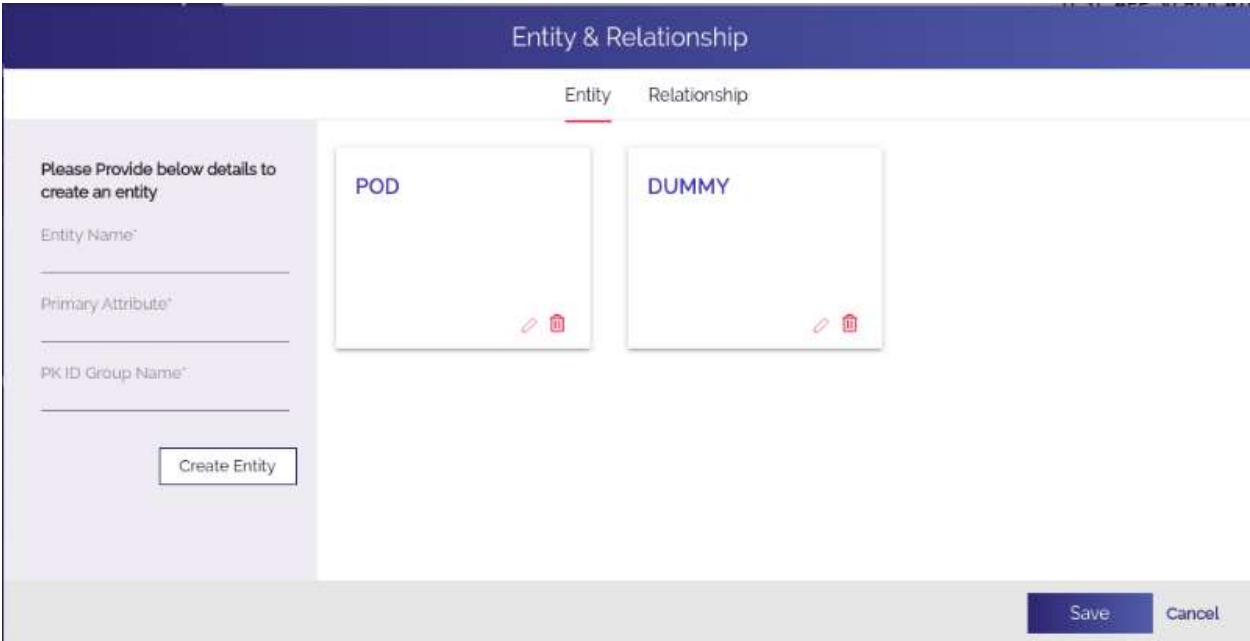 Entity & Relationship
Entity Relationship
Please Provide below details to
create an entity
Entity Name*
Primary Attribute*
PK ID Group Name*
Create Entity
POD
DUMMY
Save Cancel